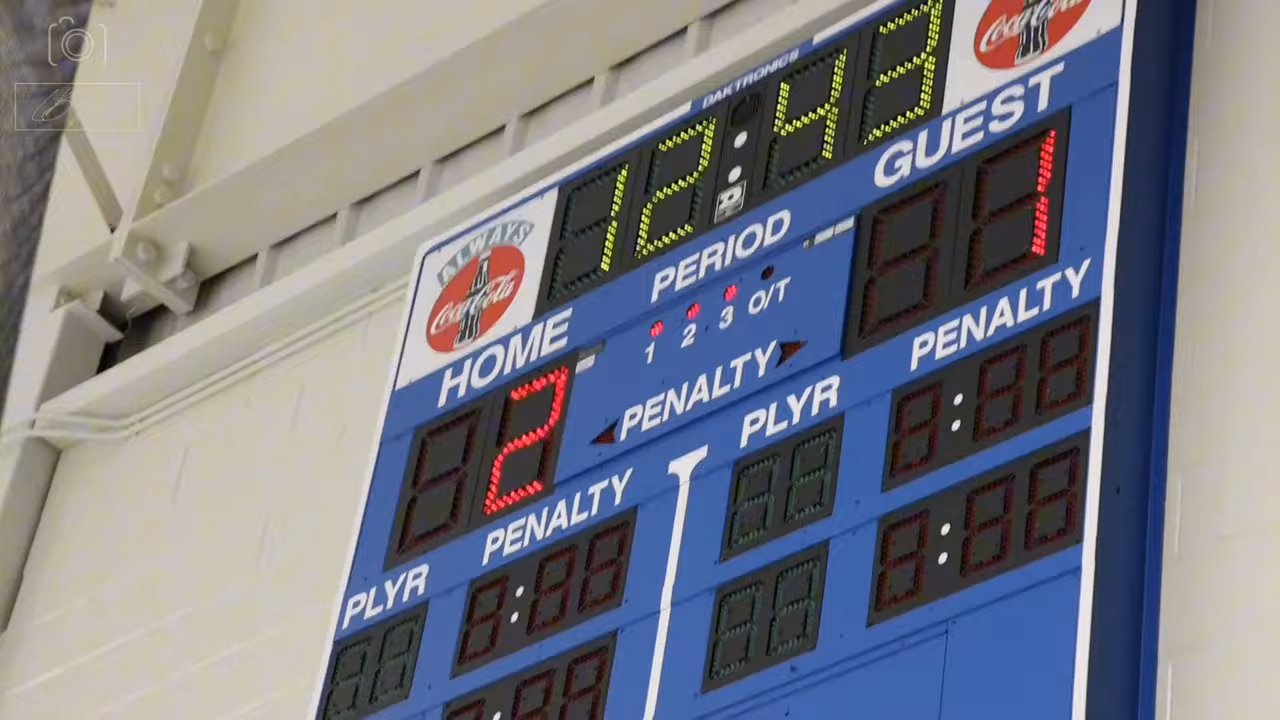 DAKTRONICS
12:43
Coca-Cola
ALWAYS
Coca-Cola
PERIOD
GUEST
1
1 2 3 O/T
HOME
2
PENALTY
PENALTY
PLYR
PENALTY
PLYR